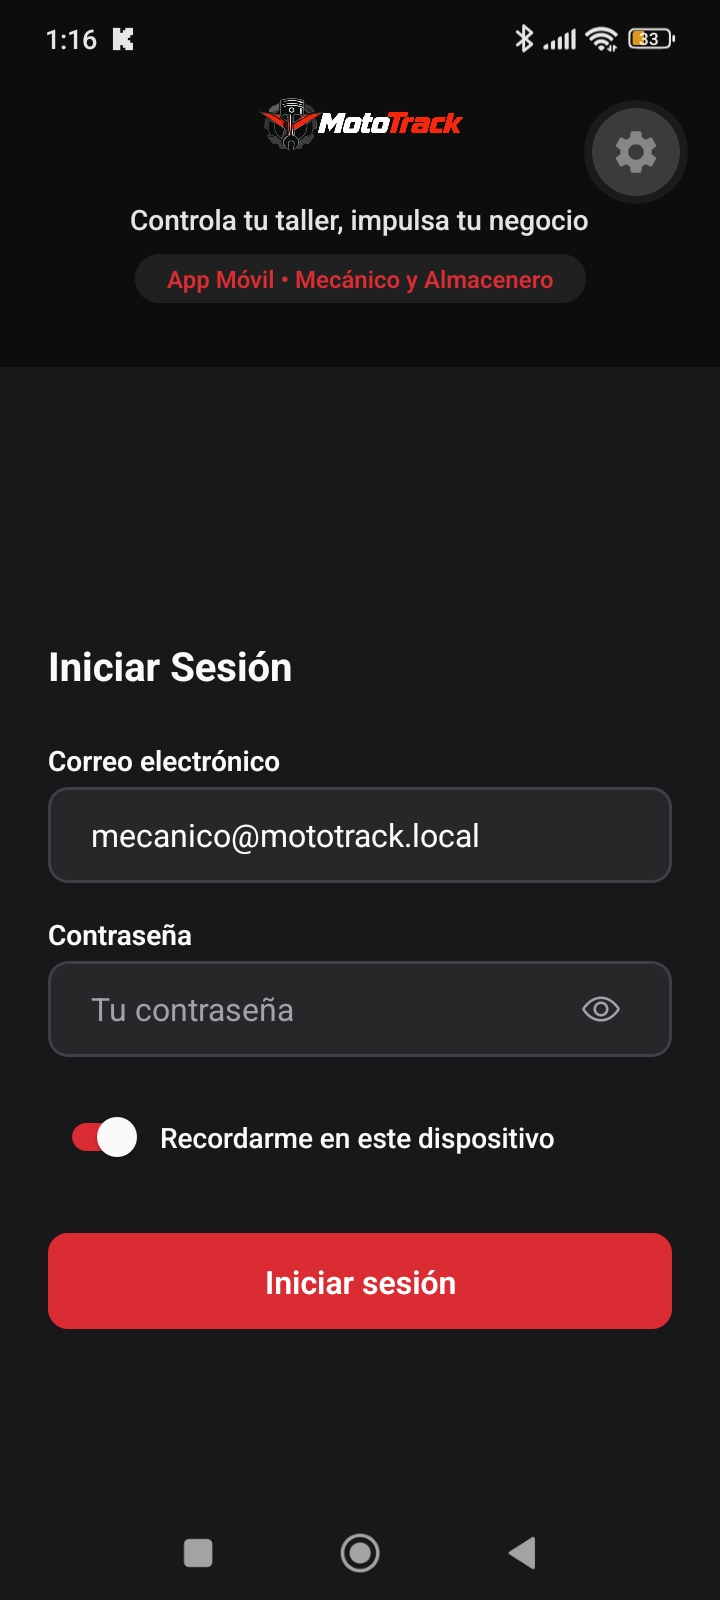 1:16
33
MotoTrack
Controla tu taller, impulsa tu negocio
App Móvil • Mecánico y Almacenero
Iniciar Sesión
Correo electrónico
mecanico@mototrack.local
Contraseña
Tu contraseña
Recordarme en este dispositivo
Iniciar sesión